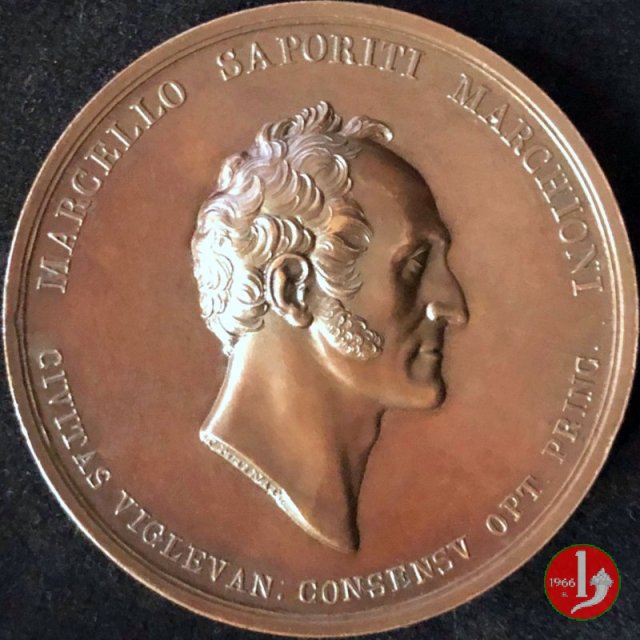 MARCELLO SAPORITI MARCHIONI
CIVITAS VIGLEVAN: CONSENSV OPT. PRINC.
1966